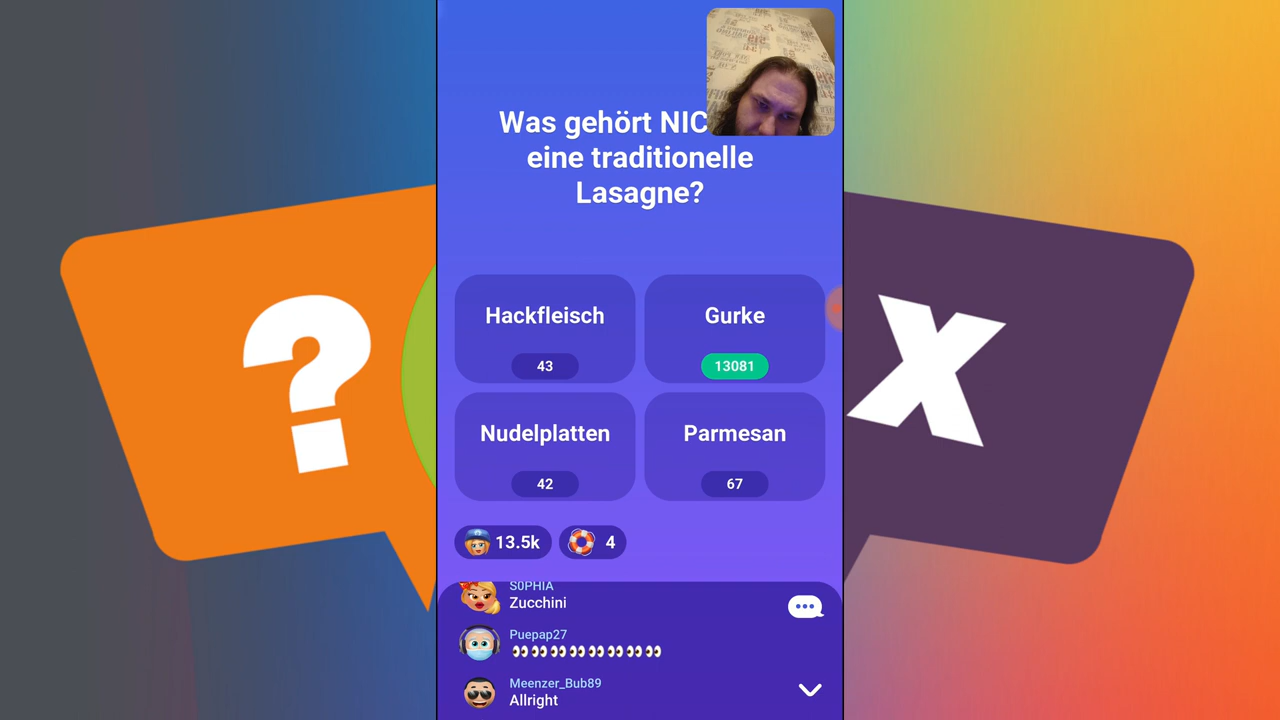 Was gehört
eine traditionelle
Lasagne?
Hackfleisch
43
Gurke
13081
Nudelplatten
42
Parmesan
67
13.5k
4
S0PHIA
Zucchini
Puepap27
👀👀👀👀👀👀👀👀
Meenzer_Bub89
Allright
?
X